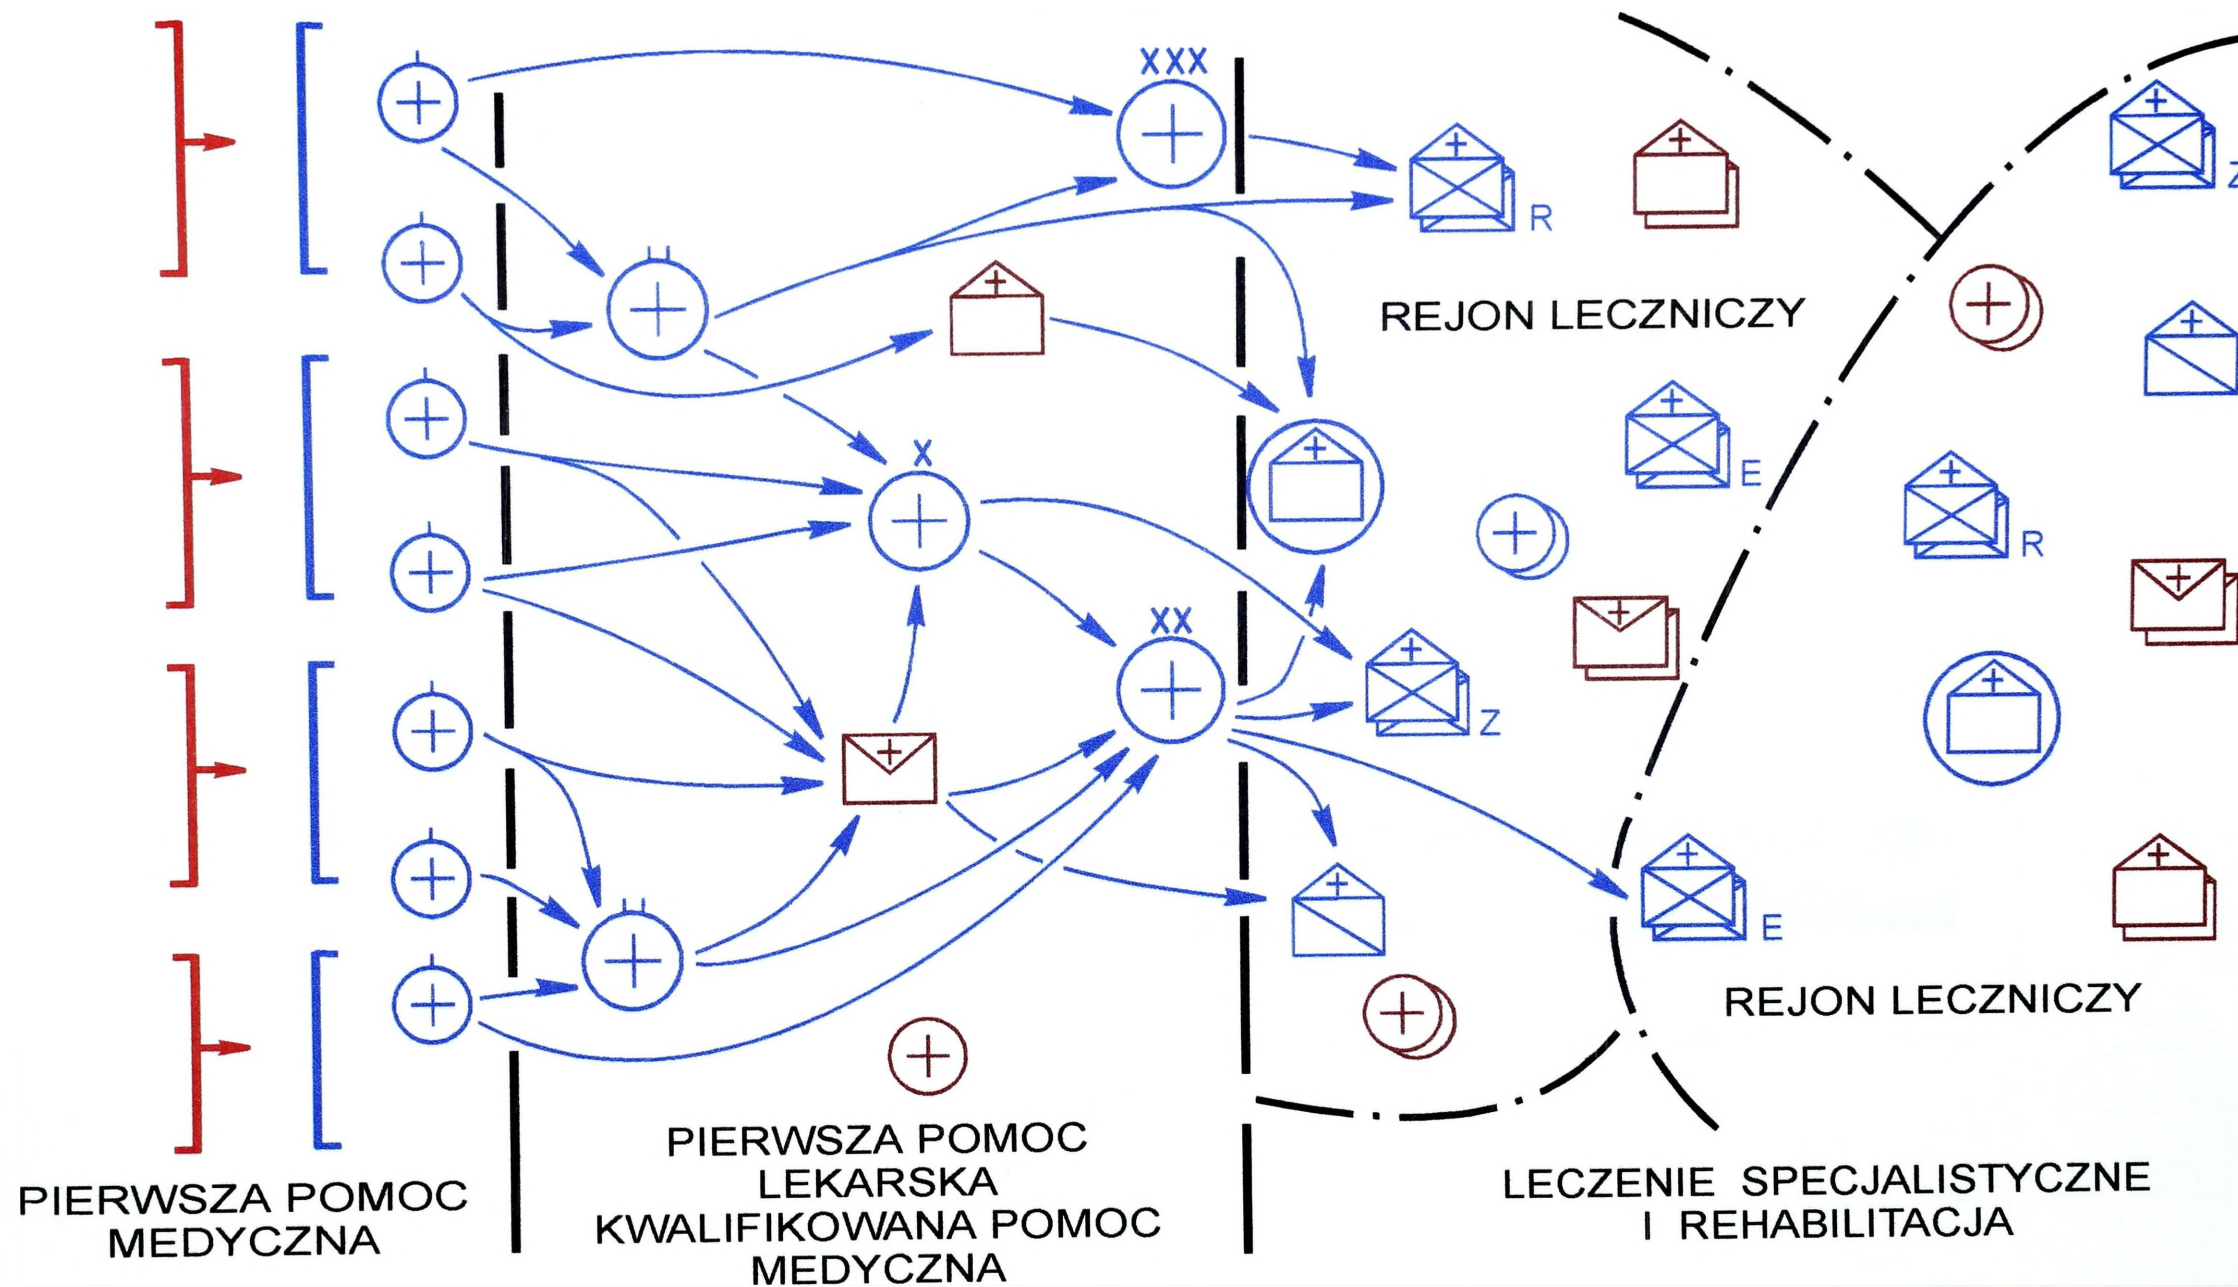 XXX
R
Z
REJON LECZNICZY
X
E
R
XX
Z
E
REJON LECZNICZY
PIERWSZA POMOC
MEDYCZNA
PIERWSZA POMOC
LEKARSKA
KWALIFIKOWANA POMOC
MEDYCZNA
LECZENIE SPECJALISTYCZNE
I REHABILITACJA